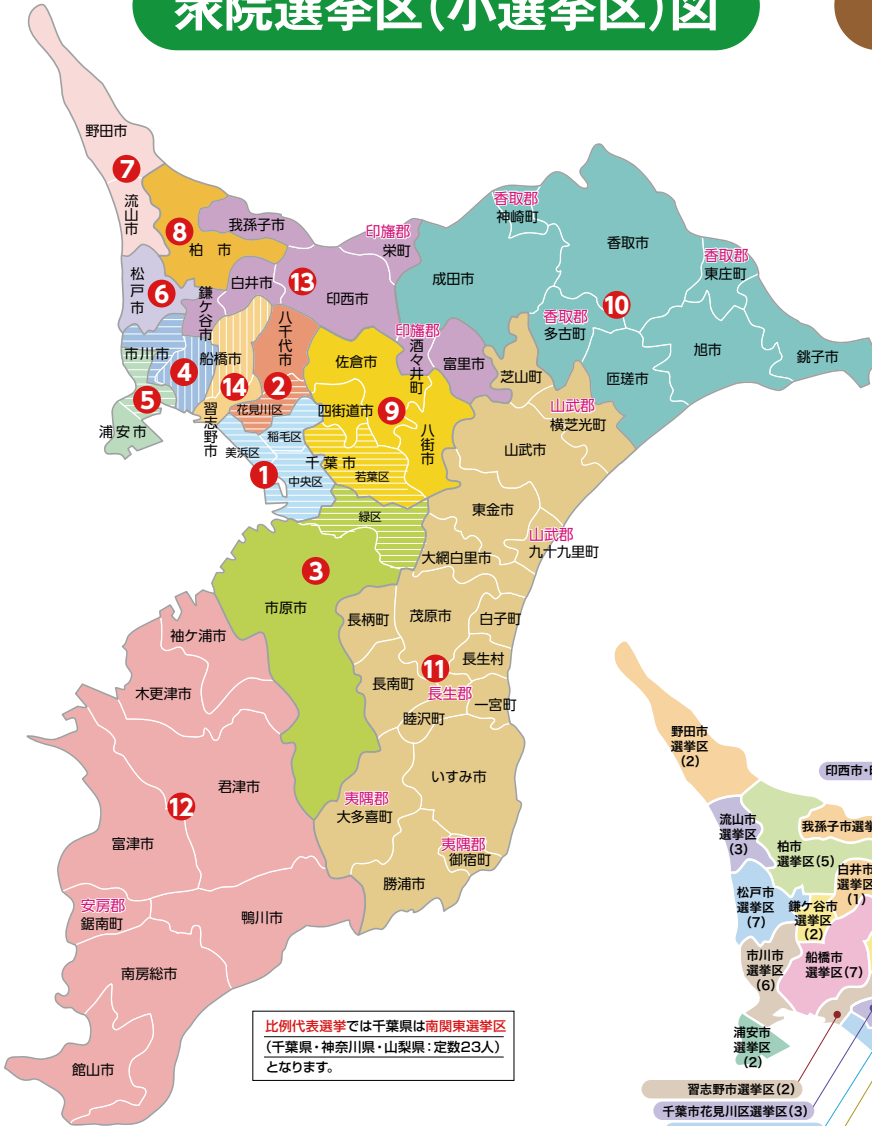 衆院選挙区(小選挙区)図
野田市
7
流山市
8
柏 市
我孫子市
松戸市
6
鎌ケ谷市
白井市
13
印西市
印旛郡
栄町
成田市
香取郡
神崎町
香取市
香取郡
東庄町
10
香取郡
多古町
旭市
銚子市
匝瑳市
市川市
4
船橋市
八千代市
5
14
2
浦安市
習志野市
花見川区
佐倉市
印旛郡
酒々井町
富里市
芝山町
四街道市
9
八街市
山武郡
横芝光町
山武市
稲毛区
美浜区
千葉市
1
中央区
若葉区
緑区
東金市
山武郡
九十九里町
大網白里市
3
市原市
長柄町
茂原市
白子町
袖ケ浦市
長生村
11
長南町
長生郡
一宮町
木更津市
睦沢町
いすみ市
君津市
12
夷隅郡
大多喜町
富津市
夷隅郡
御宿町
勝浦市
安房郡
鋸南町
鴨川市
南房総市
館山市
比例代表選挙では千葉県は南関東選挙区
(千葉県・神奈川県・山梨県:定数23人)
となります。
野田市
選挙区
(2)
印西市・
流山市
選挙区
(3)
柏市
選挙区(5)
我孫子市選挙
白井市
選挙区
(1)
松戸市
選挙区
(7)
鎌ケ谷市
選挙区
(2)
市川市
選挙区
(6)
船橋市
選挙区(7)
浦安市
選挙区
(2)
習志野市選挙区(2)
千葉市花見川区選挙区(3)